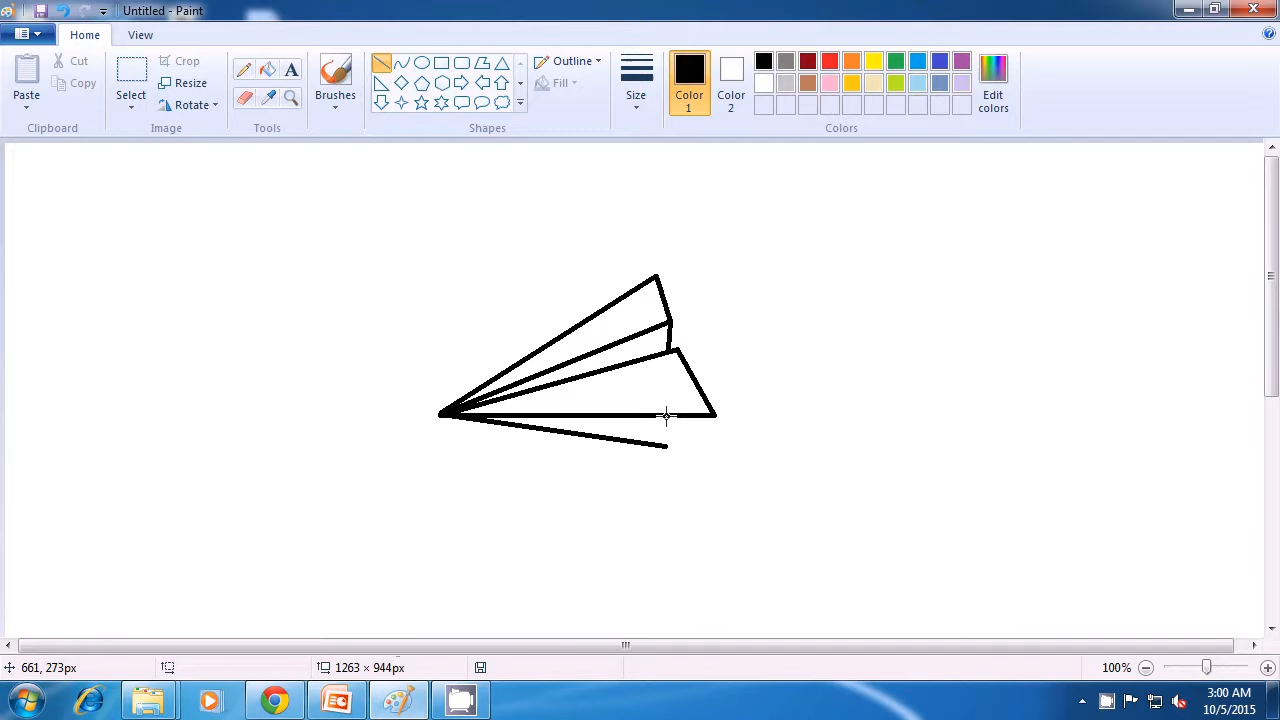 Untitled - Paint
Home
View
Paste
Cut
Copy
Clipboard
Select
Crop
Resize
Rotate
Image
A
Tools
Brushes
Outline
Fill
Shapes
Size
Color 1
Color 2
Edit colors
Colors
661, 273px
1263 × 944px
100%
3:00 AM
10/5/2015